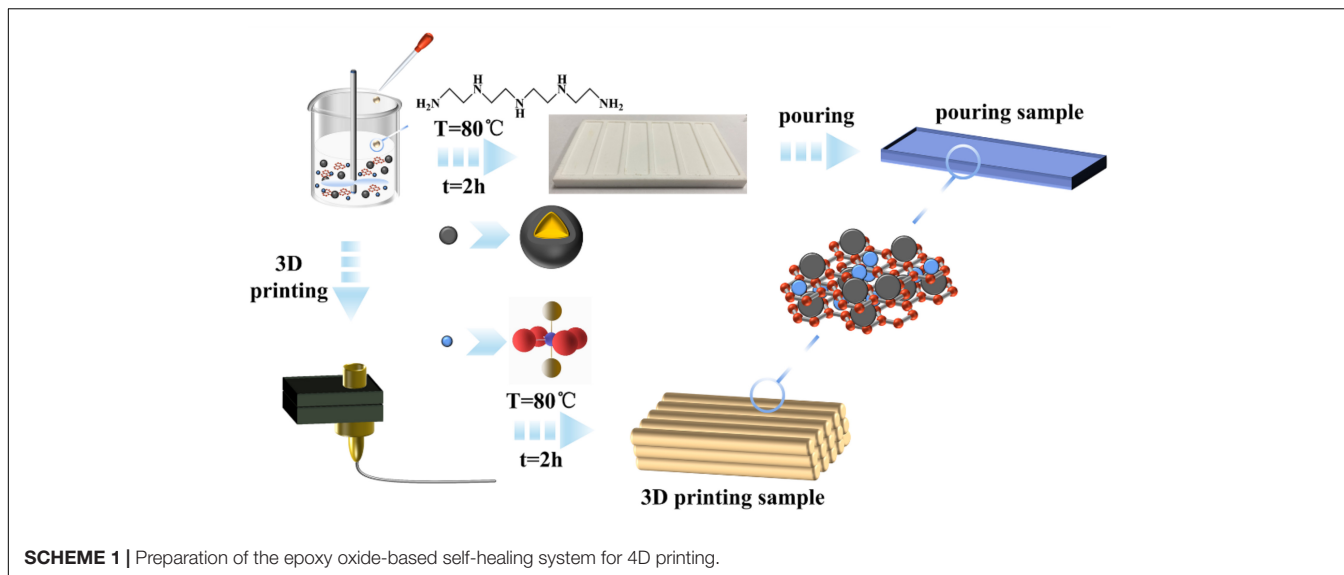 H
N
H
N
H₂N
N
H
NH₂
T=80℃
t=2h
pouring
pouring sample
3D
printing
T=80℃
t=2h
3D printing sample
SCHEME 1 | Preparation of the epoxy oxide-based self-healing system for 4D printing.